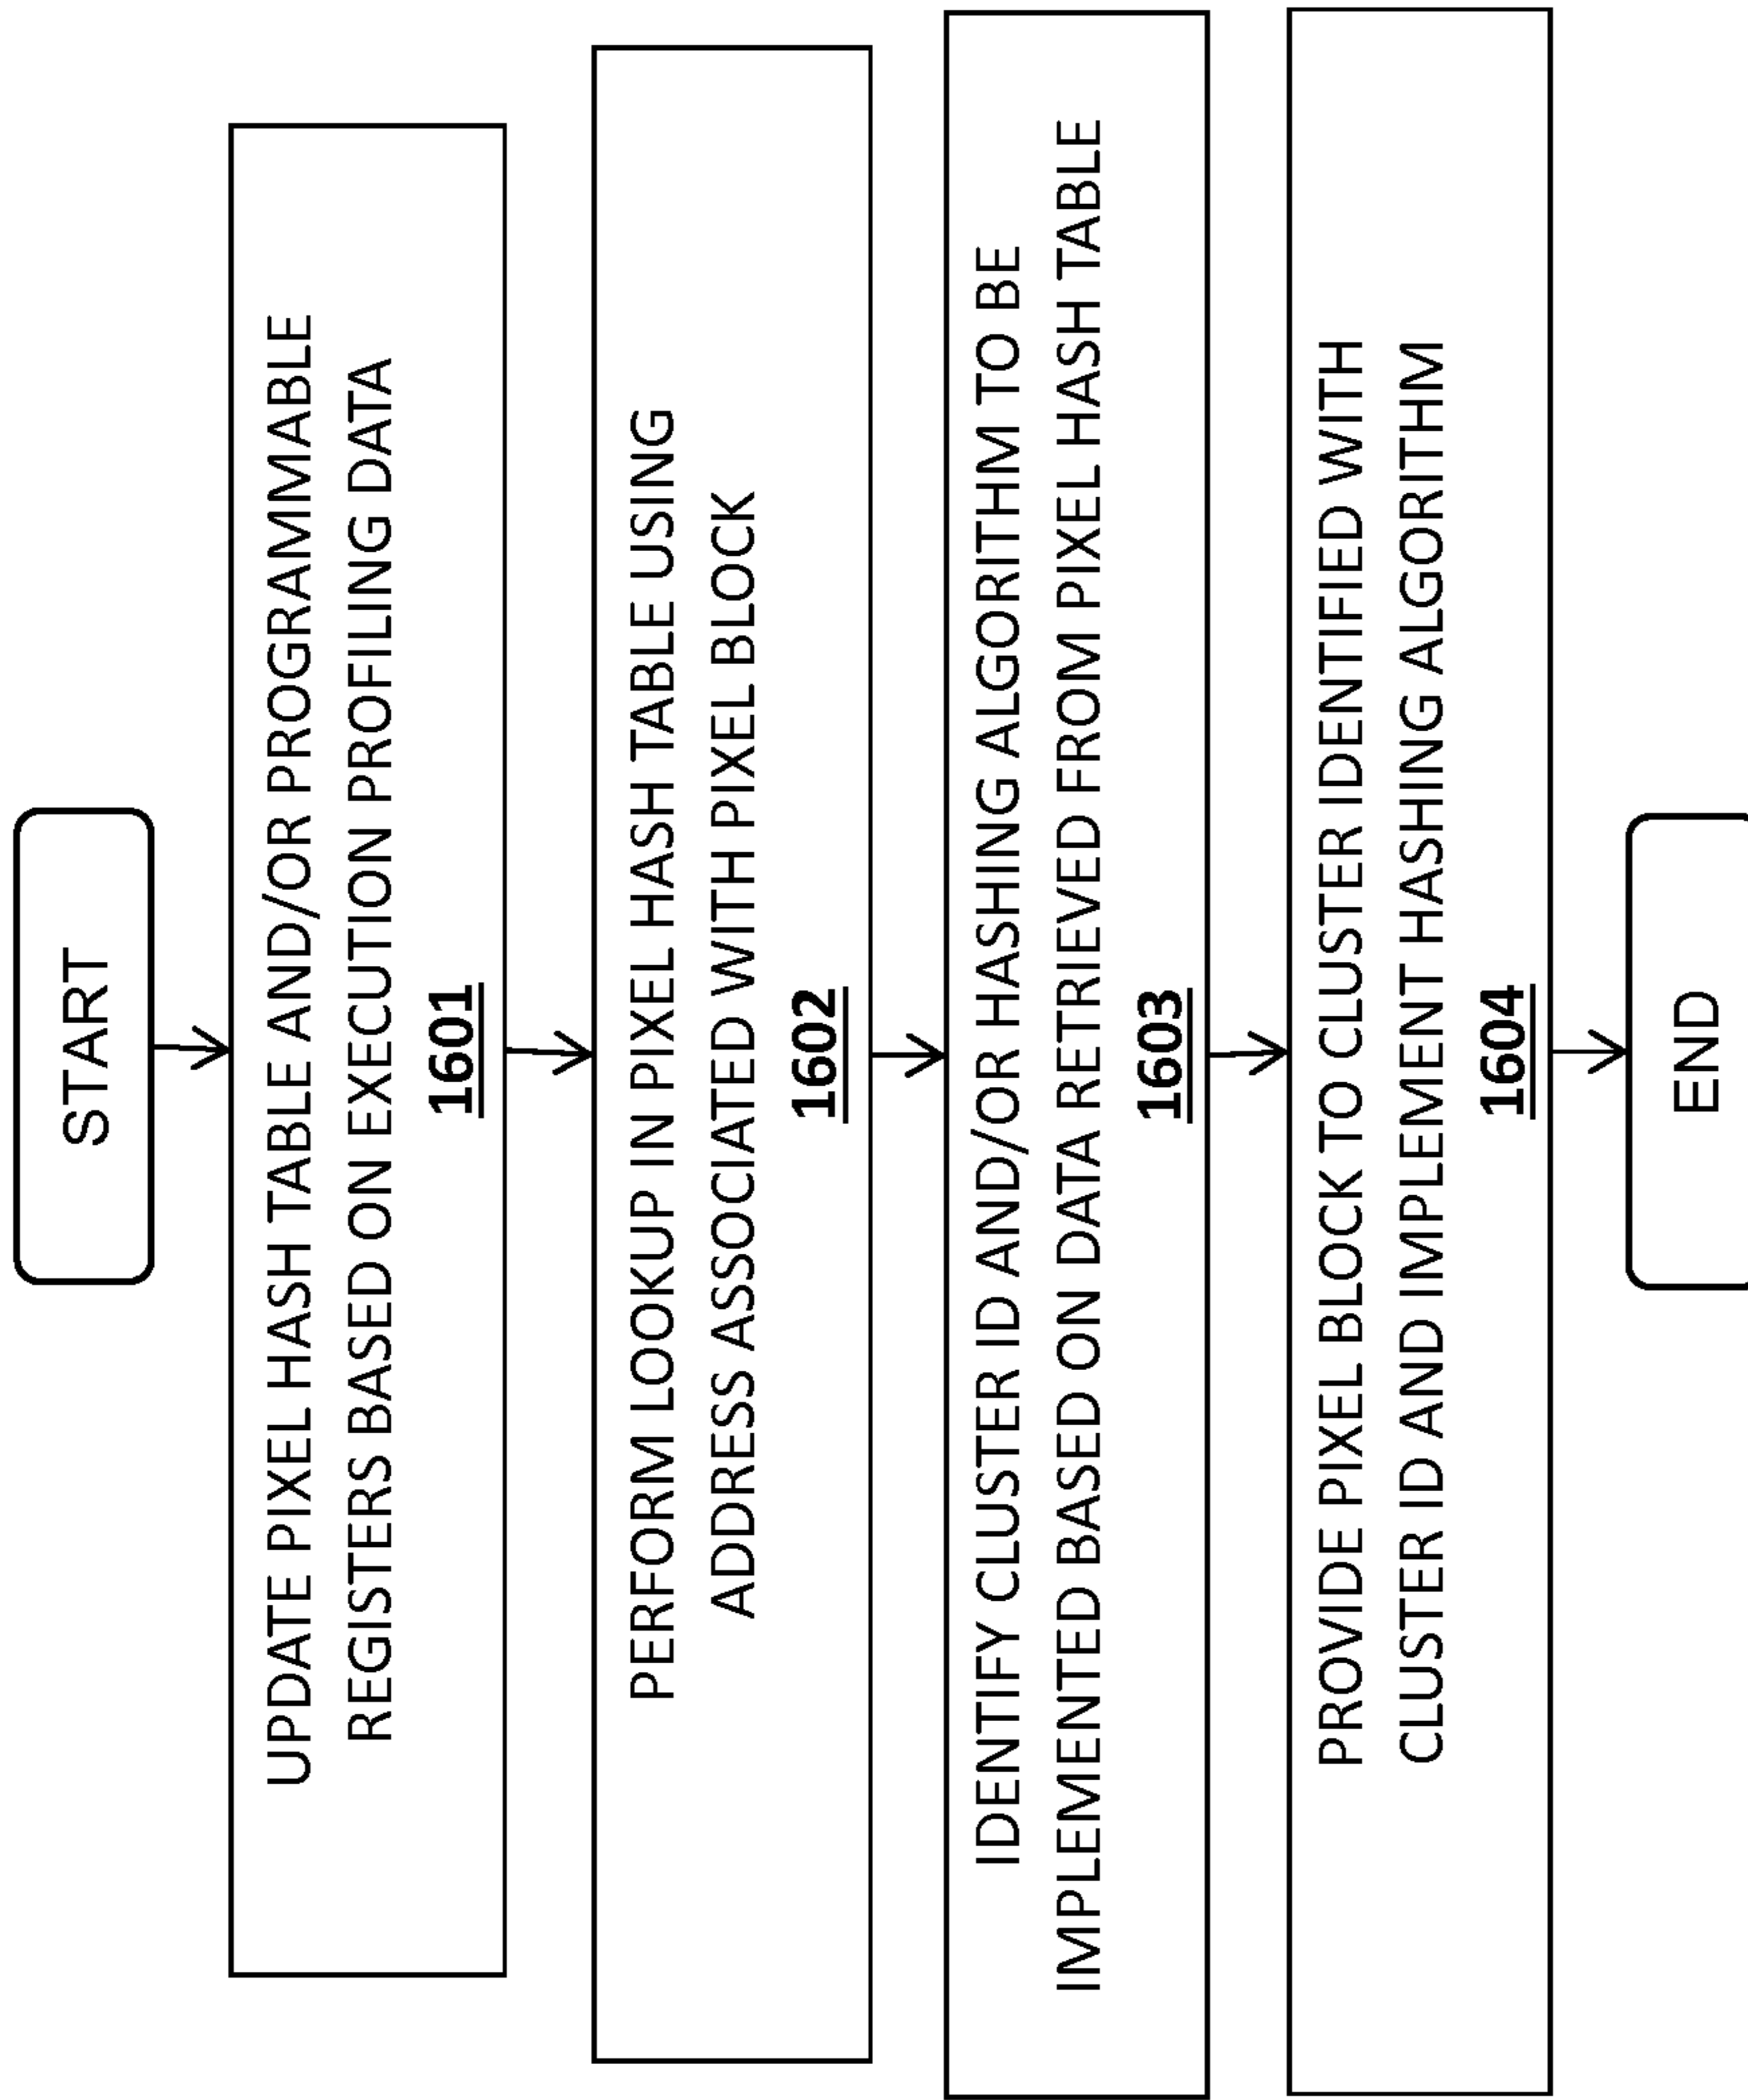 START
UPDATE PIXEL HASH TABLE AND/OR PROGRAMMABLE
REGISTERS BASED ON EXECUTION PROFILING DATA
1601
PERFORM LOOKUP IN PIXEL HASH TABLE USING
ADDRESS ASSOCIATED WITH PIXEL BLOCK
1602
IDENTIFY CLUSTER ID AND/OR HASHING ALGORITHM TO BE
IMPLEMENTED BASED ON DATA RETRIEVED FROM PIXEL HASH TABLE
1603
PROVIDE PIXEL BLOCK TO CLUSTER IDENTIFIED WITH
CLUSTER ID AND IMPLEMENT HASHING ALGORITHM
1604
END